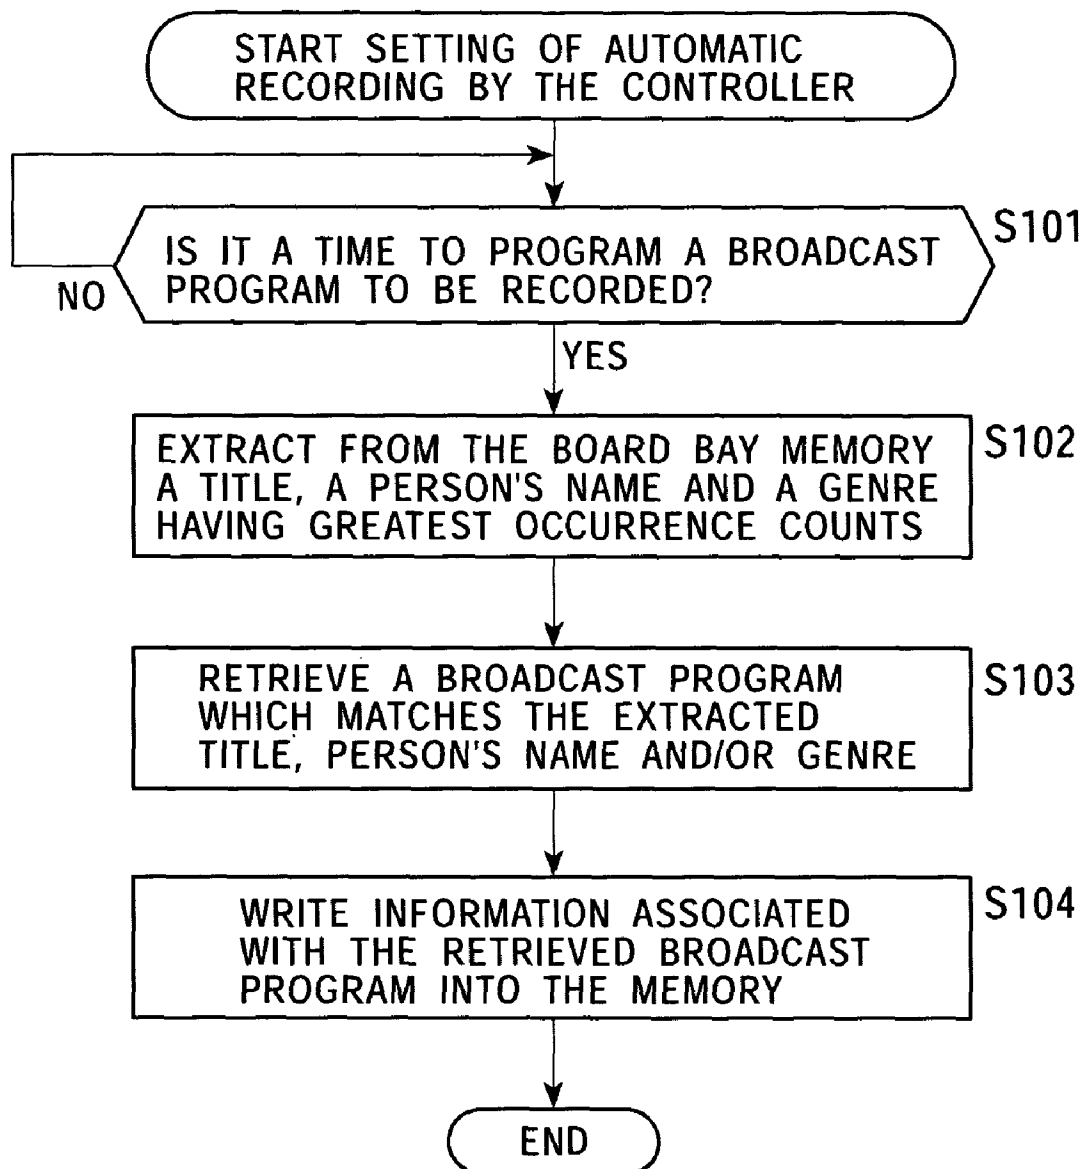 START SETTING OF AUTOMATIC
RECORDING BY THE CONTROLLER
S101
IS IT A TIME TO PROGRAM A BROADCAST
PROGRAM TO BE RECORDED?
NO
YES
S102
EXTRACT FROM THE BOARD BAY MEMORY
A TITLE, A PERSON'S NAME AND A GENRE
HAVING GREATEST OCCURRENCE COUNTS
S103
RETRIEVE A BROADCAST PROGRAM
WHICH MATCHES THE EXTRACTED
TITLE, PERSON'S NAME AND/OR GENRE
S104
WRITE INFORMATION ASSOCIATED
WITH THE RETRIEVED BROADCAST
PROGRAM INTO THE MEMORY
END